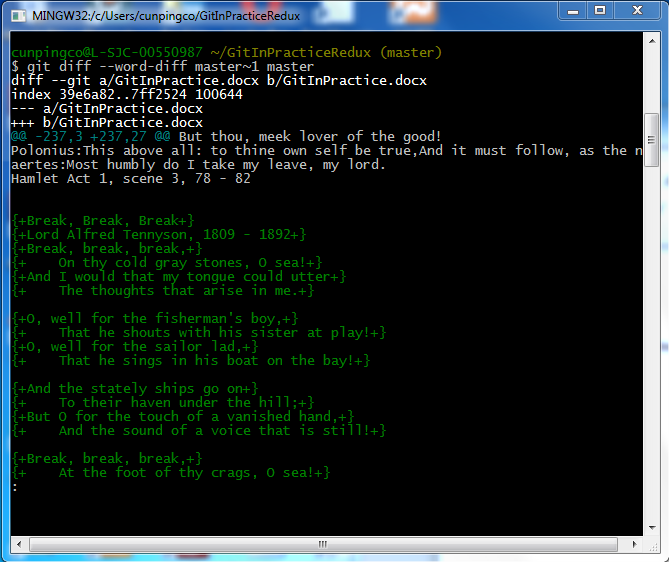 MINGW32:/c/Users/cunpingco/GitInPracticeRedux
cunpingco@L-SJC-00550987 ~/GitInPracticeRedux (master)
$ git diff --word-diff master~1 master
diff --git a/GitInPractice.docx b/GitInPractice.docx
index 39e6a82..7ff2524 100644
--- a/GitInPractice.docx
+++ b/GitInPractice.docx
@@ -237,3 +237,27 @@ But thou, meek lover of the good!
Polonius:This above all: to thine own self be true,And it must follow, as the n
aertes:Most humbly do I take my leave, my lord.
Hamlet Act 1, scene 3, 78 - 82
{+Break, Break, Break+}
{+Lord Alfred Tennyson, 1809 - 1892+}
{+Break, break, break,+}
{+    On thy cold gray stones, O sea!+}
{+And I would that my tongue could utter+}
{+    The thoughts that arise in me.+}
{+O, well for the fisherman's boy,+}
{+    That he shouts with his sister at play!+}
{+O, well for the sailor lad,+}
{+    That he sings in his boat on the bay!+}
{+And the stately ships go on+}
{+    To their haven under the hill;+}
{+But O for the touch of a vanished hand,+}
{+    And the sound of a voice that is still!+}
{+Break, break, break,+}
{+    At the foot of thy crags, O sea!+}
: